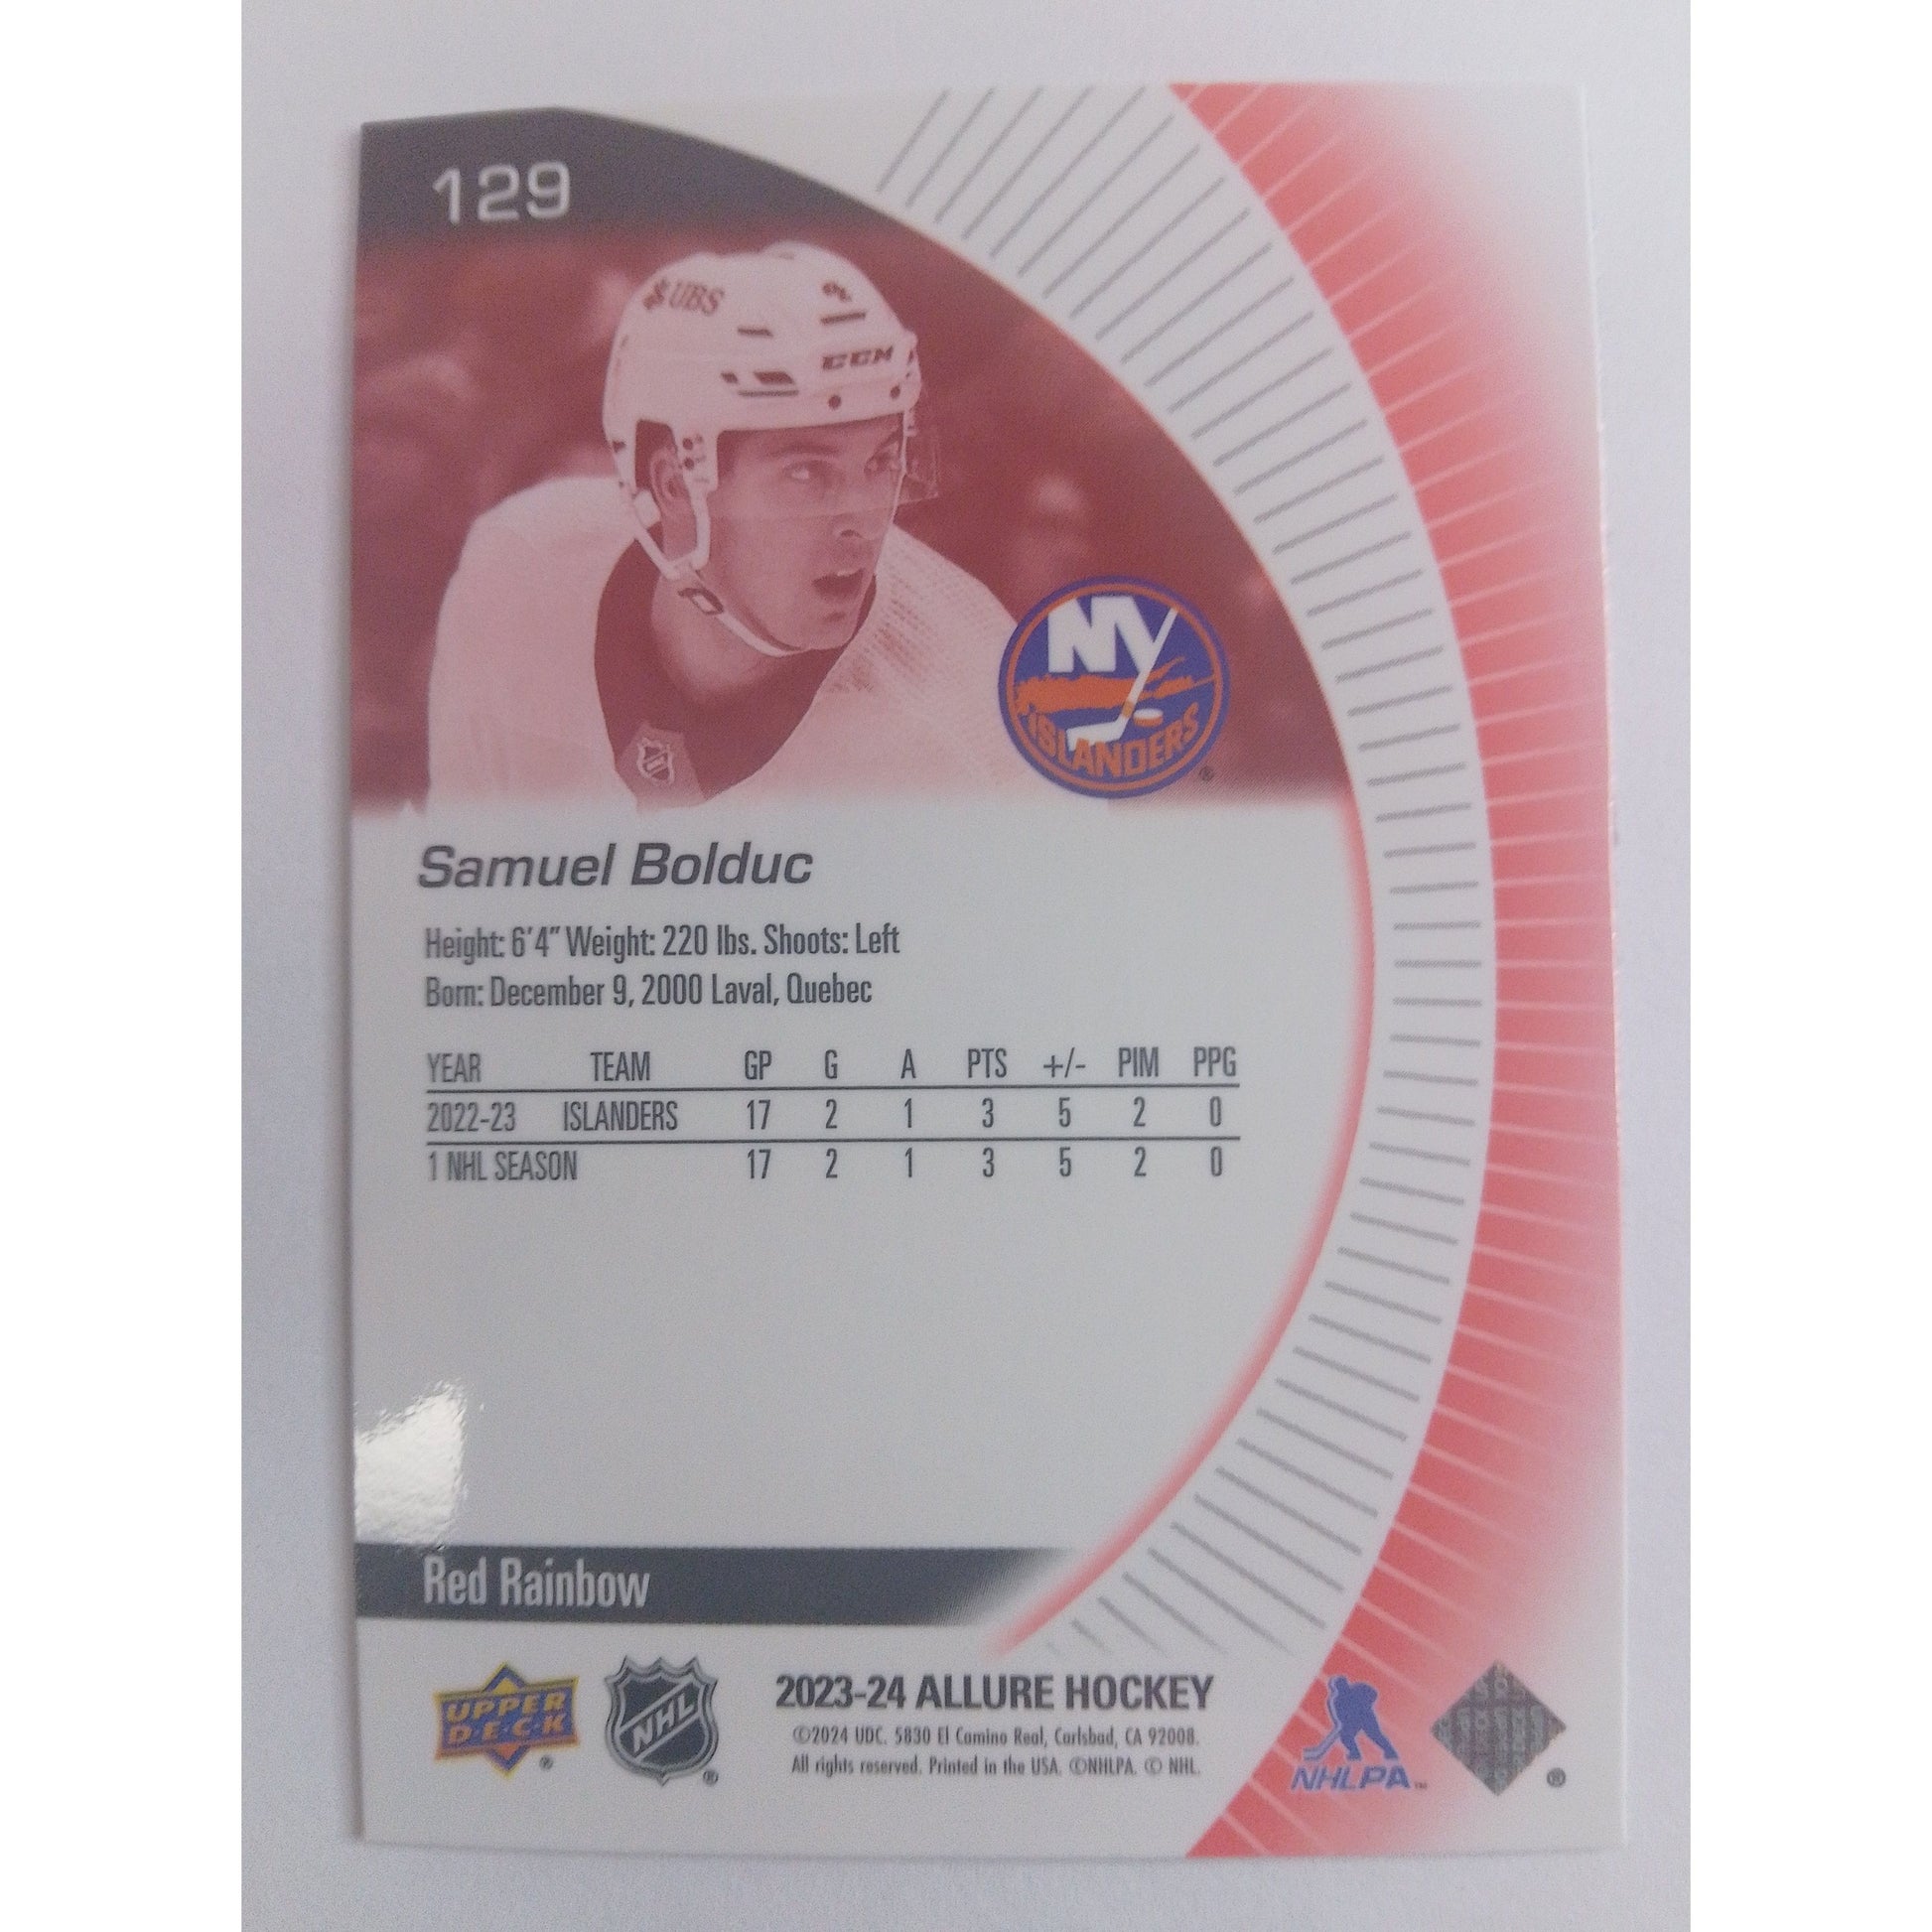 129
UBS
CCM
NY
ISLANDERS
®
Samuel Bolduc
Height: 6'4" Weight: 220 lbs. Shoots: Left
Born: December 9, 2000 Laval, Quebec
YEAR TEAM GP G A PTS +/- PIM PPG
2022-23 ISLANDERS 17 2 1 3 5 2 0
1 NHL SEASON 17 2 1 3 5 2 0
Red Rainbow
UPPER
DECK
®
NHL
®
2023-24 ALLURE HOCKEY
©2024 UDC. 5830 El Camino Real, Carlsbad, CA 92008.
All rights reserved. Printed in the USA. ©NHLPA. © NHL.
NHLPA™
®